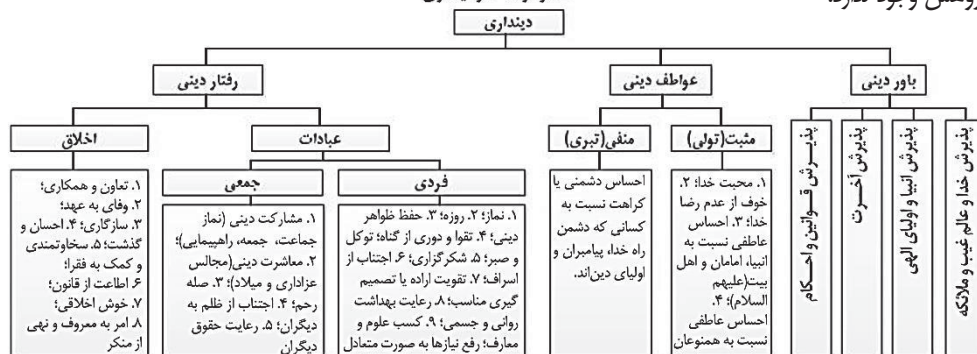 وجود ندارد.
دینداری
باور دینی
عواطف دینی
رفتار دینی
پذیرش خدا و عالم غیب و ملائکه
پذیرش انبیا و اولیای الهی
پذیرش آخرت
پذیرش قوانین و احکام
مثبت(تولی)
۱. محبت خدا؛ ۲.
خوف از عدم رضا
خدا؛ ۳. احساس
عاطفی نسبت به
انبیا، امامان و اهل
بیت(علیهم
السلام)؛ ۴.
احساس عاطفی
نسبت به همنوعان
منفی(تبری)
احساس دشمنی یا
کراهت نسبت به
کسانی که دشمن
راه خدا، پیامبران و
اولیای دین‌اند.
عبادات
فردی
۱. نماز؛ ۲. روزه؛ ۳. حفظ ظواهر
دینی؛ ۴. تقوا و دوری از گناه؛ توکل
و صبر؛ ۵. شکرگزاری؛ ۶. اجتناب از
اسراف؛ ۷. تقویت اراده یا تصمیم
گیری مناسب؛ ۸. رعایت بهداشت
روانی و جسمی؛ ۹. کسب علوم و
معارف؛ رفع نیازها به صورت متعادل
جمعی
۱. مشارکت دینی (نماز
جماعت، جمعه، راهپیمایی)؛
۲. معاشرت دینی(مجالس
عزاداری و میلاد)؛ ۳. صله
رحم؛ ۴. اجتناب از ظلم به
دیگران؛ ۵. رعایت حقوق
دیگران
اخلاق
۱. تعاون و همکاری؛
۲. وفای به عهد؛
۳. سازگاری؛ ۴. احسان و
گذشت؛ ۵. سخاوتمندی
و کمک به فقرا؛
۶. اطاعت از قانون؛
۷. خوش اخلاقی؛
۸. امر به معروف و نهی
از منکر